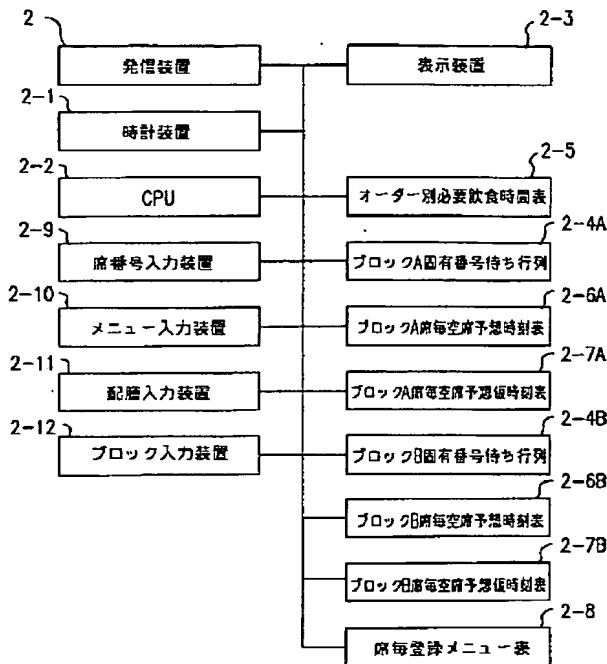 2
発信装置
2-3
表示装置
2-1
時計装置
2-2
CPU
2-5
オーダー別必要飲食時間表
2-9
席番号入力装置
2-4A
ブロックA固有番号待ち行列
2-10
メニュー入力装置
2-6A
ブロックA席毎空席予想時刻表
2-11
配膳入力装置
2-7A
ブロックA席毎空席予想仮時刻表
2-12
ブロック入力装置
2-4B
ブロックB固有番号待ち行列
2-6B
ブロックB席毎空席予想時刻表
2-7B
ブロックB席毎空席予想仮時刻表
2-8
席毎登録メニュー表